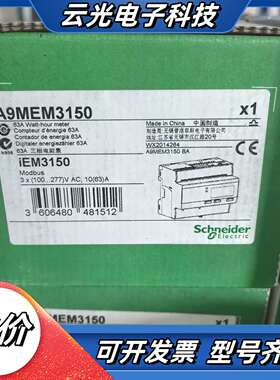 云光电子科技
A9MEM3150
x1
63A Watt-hour meter
Compteur d'énergie 63A
Contador de energía 63A
Digitaler energiezähler 63A
63A 三相电能表
Made in China 中国制造
WX2014264
A9MEM3150 BA
iEM3150
Modbus
3 x (100...277)V AC, 10(63)A
3 606480 481512
Schneider
Electric
MEM3150
x1
价
可开发票 型号齐